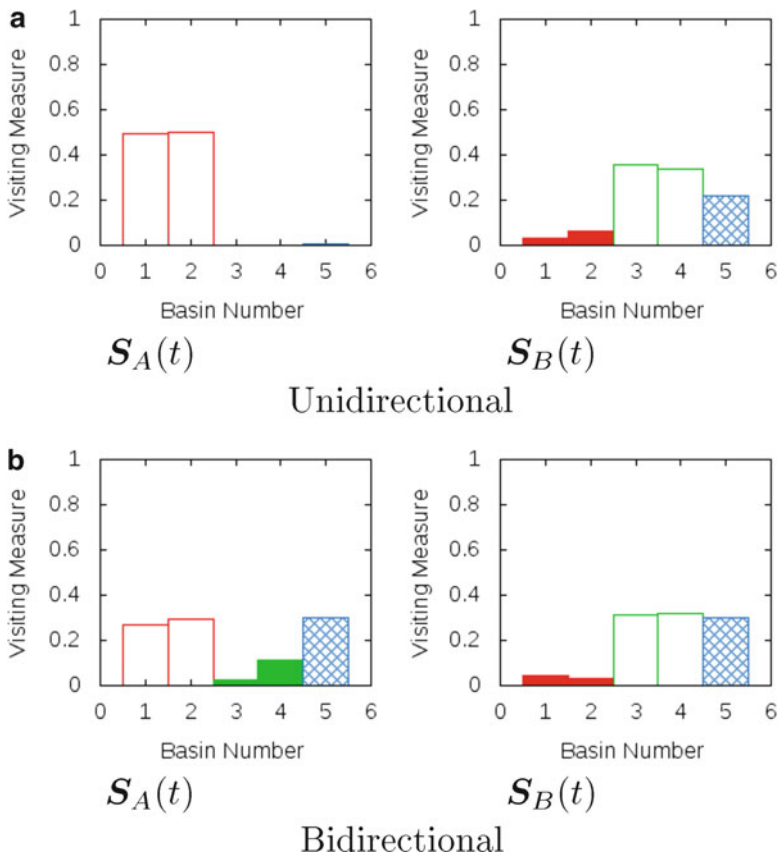 a
1
0.8
0.6
0.4
0.2
0
Visiting Measure
0 1 2 3 4 5 6
Basin Number
S_A(t)
1
0.8
0.6
0.4
0.2
0
Visiting Measure
0 1 2 3 4 5 6
Basin Number
S_B(t)
Unidirectional
b
1
0.8
0.6
0.4
0.2
0
Visiting Measure
0 1 2 3 4 5 6
Basin Number
S_A(t)
1
0.8
0.6
0.4
0.2
0
Visiting Measure
0 1 2 3 4 5 6
Basin Number
S_B(t)
Bidirectional